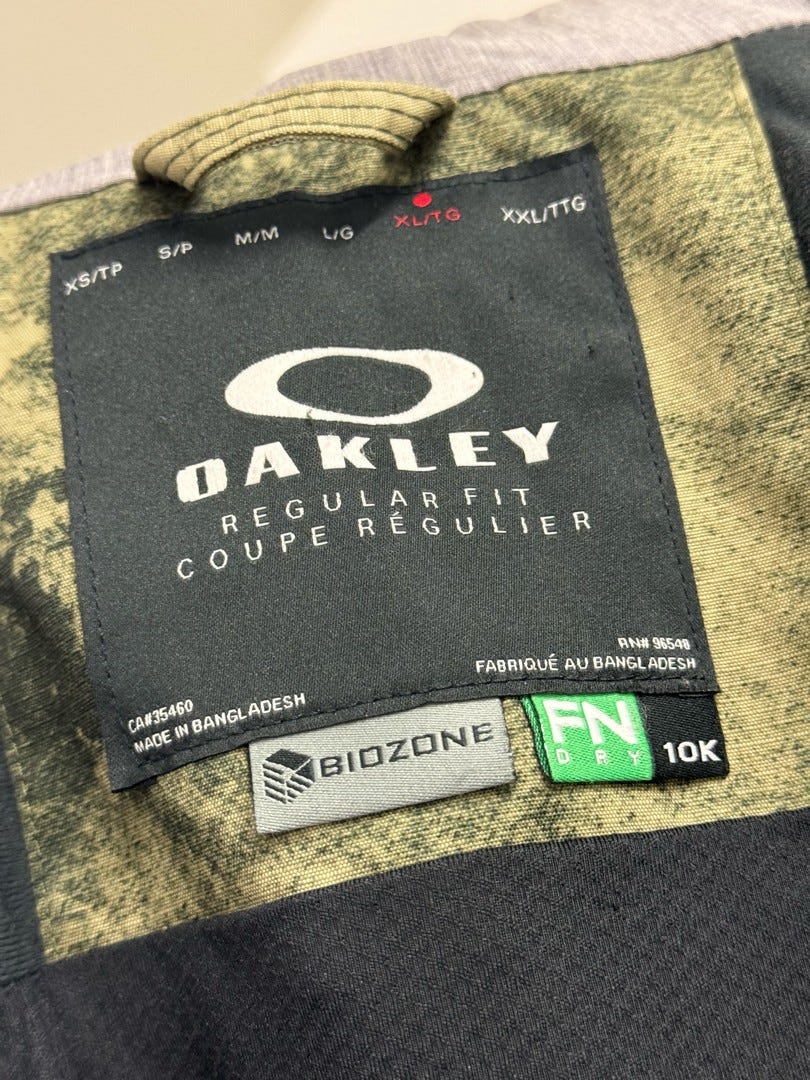 XS/TP S/P M/M L/G XL/TG XXL/TTG
OAKLEY
REGULAR FIT
COUPE RÉGULIER
CA#35460
MADE IN BANGLADESH
RN# 96548
FABRIQUÉ AU BANGLADESH
BIOZONE
FN
DRY
10K